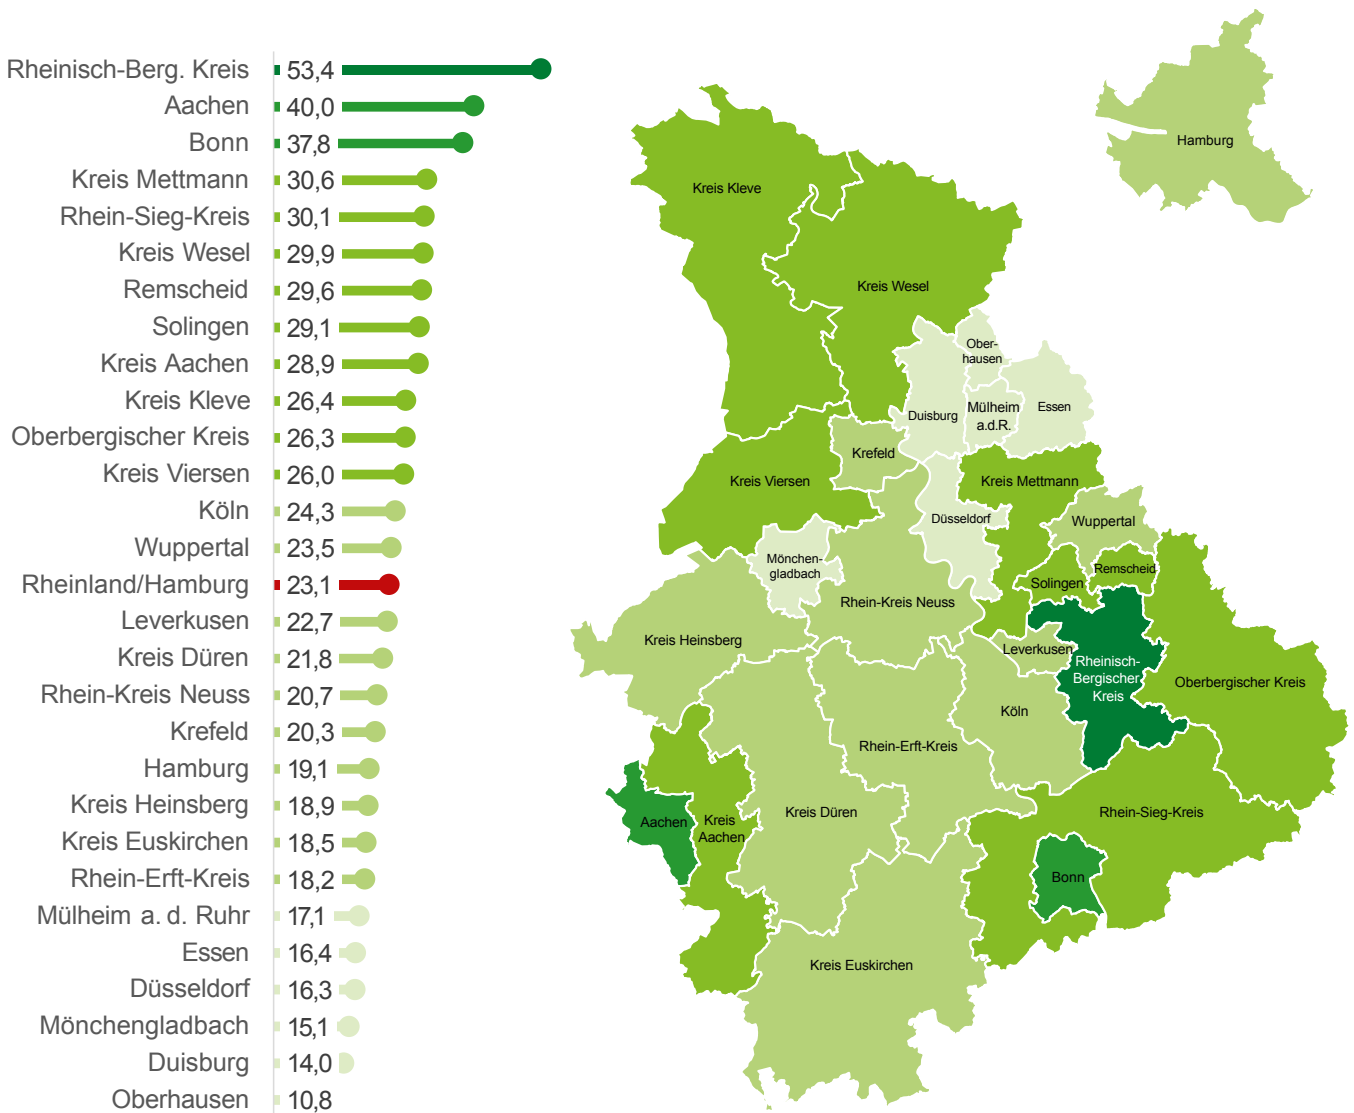 Rheinisch-Berg. Kreis 53,4
Aachen 40,0
Bonn 37,8
Kreis Mettmann 30,6
Rhein-Sieg-Kreis 30,1
Kreis Wesel 29,9
Remscheid 29,6
Solingen 29,1
Kreis Aachen 28,9
Kreis Kleve 26,4
Oberbergischer Kreis 26,3
Kreis Viersen 26,0
Köln 24,3
Wuppertal 23,5
Rheinland/Hamburg 23,1
Leverkusen 22,7
Kreis Düren 21,8
Rhein-Kreis Neuss 20,7
Krefeld 20,3
Hamburg 19,1
Kreis Heinsberg 18,9
Kreis Euskirchen 18,5
Rhein-Erft-Kreis 18,2
Mülheim a. d. Ruhr 17,1
Essen 16,4
Düsseldorf 16,3
Mönchengladbach 15,1
Duisburg 14,0
Oberhausen 10,8
Hamburg
Kreis Kleve
Kreis Wesel
Ober-
hausen
Duisburg
Mülheim
a.d.R.
Essen
Krefeld
Kreis Viersen
Kreis Mettmann
Düsseldorf
Wuppertal
Mönchen-
gladbach
Remscheid
Solingen
Rhein-Kreis Neuss
Kreis Heinsberg
Leverkusen
Rheinisch-
Bergischer
Kreis
Oberbergischer Kreis
Köln
Rhein-Erft-Kreis
Kreis Düren
Rhein-Sieg-Kreis
Aachen
Kreis
Aachen
Bonn
Kreis Euskirchen